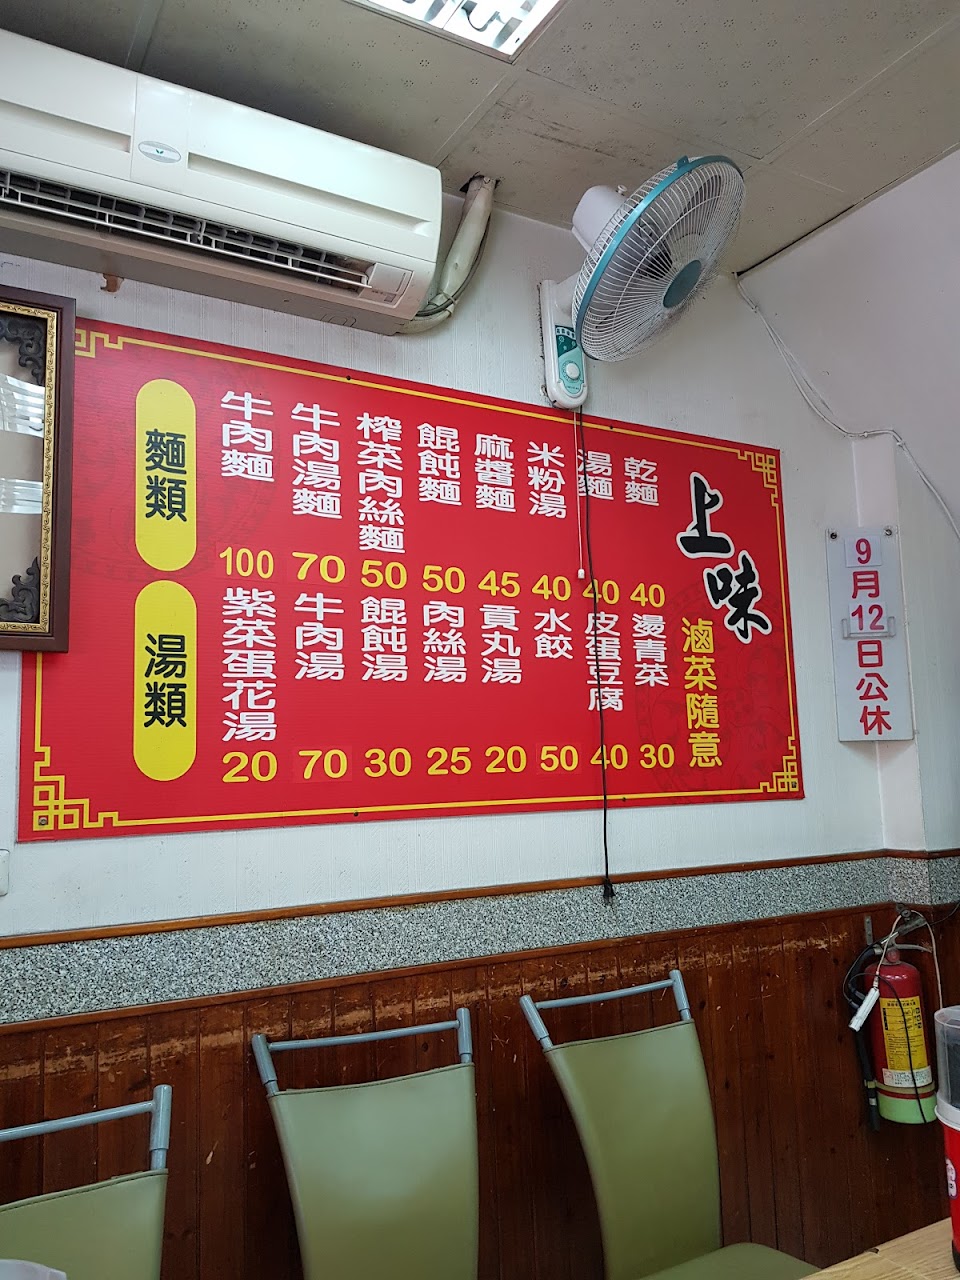 上味
滷菜隨意
麵類
牛肉麵 100
牛肉湯麵 70
榨菜肉絲麵 50
餛飩麵 50
麻醬麵 45
米粉湯 40
湯麵 40
乾麵 40
湯類
紫菜蛋花湯 20
牛肉湯 70
餛飩湯 30
肉絲湯 25
貢丸湯 20
水餃 50
皮蛋豆腐 40
燙青菜 30
9月12日公休